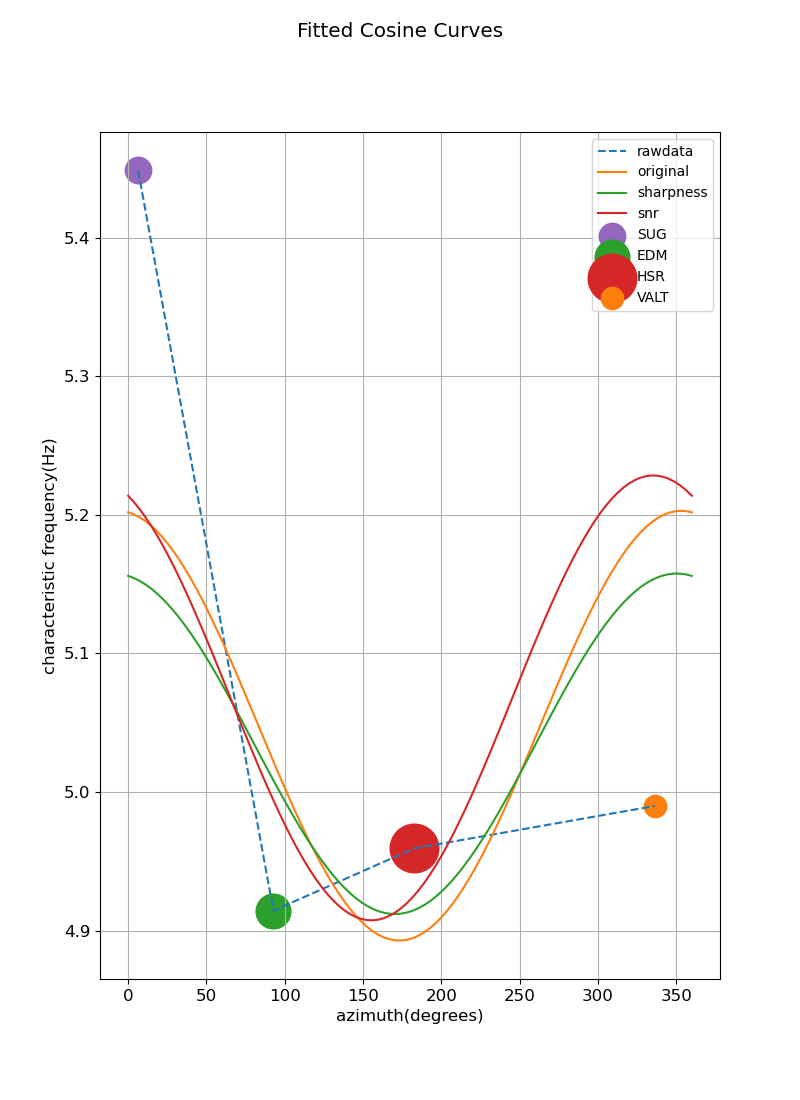 Fitted Cosine Curves
rawdata
original
sharpness
snr
SUG
EDM
HSR
VALT
characteristic frequency(Hz)
5.4
5.3
5.2
5.1
5.0
4.9
0 50 100 150 200 250 300 350
azimuth(degrees)